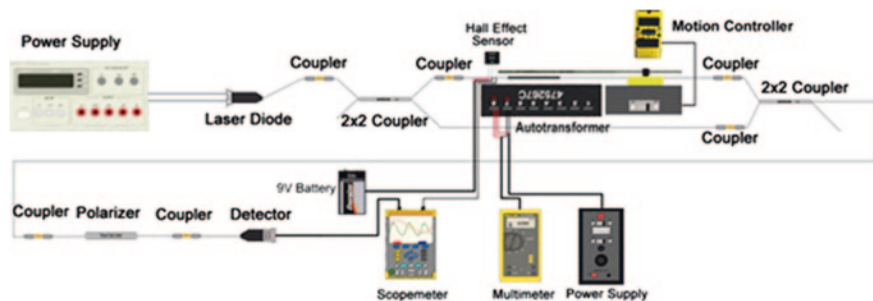 Power Supply
Coupler
Laser Diode
2x2 Coupler
Coupler
Hall Effect
Sensor
Motion Controller
475267C
Autotransformer
Coupler
2x2 Coupler
Coupler
9V Battery
Coupler
Polarizer
Coupler
Detector
Scopemeter
Multimeter
Power Supply